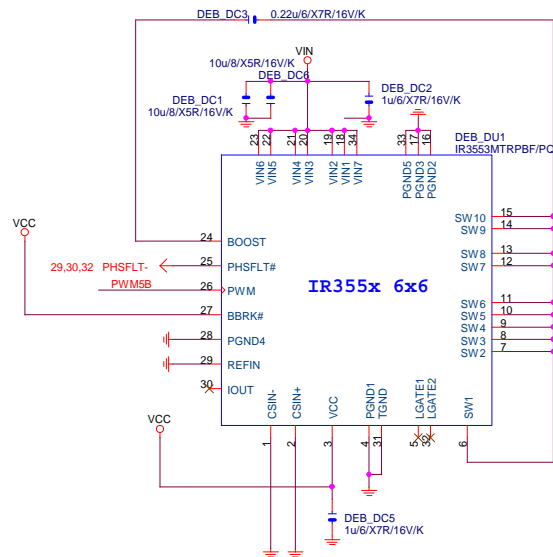 DEB_DC3
0.22u/6/X7R/16V/K
VIN
10u/8/X5R/16V/K
DEB_DC6
DEB_DC1
10u/8/X5R/16V/K
DEB_DC2
1u/6/X7R/16V/K
DEB_DU1
IR3553MTRPBF/PQ
23 22 21 20 19 18 34 33 17 16
VIN6 VIN5 VIN4 VIN3 VIN2 VIN1 VIN7 PGND5 PGND3 PGND2
VCC
SW10 15
SW9 14
24 BOOST
SW8 13
29,30,32 PHSFLT- 25 PHSFLT#
SW7 12
PWM5B 26 PWM
IR355x 6x6
SW6 11
27 BBRK#
SW5 10
SW4 9
28 PGND4
SW3 8
SW2 7
29 REFIN
30 IOUT
CSIN- CSIN+ VCC PGND1 TGND LGATE1 LGATE2 SW1
1 2 3 4 31 5 32 6
VCC
DEB_DC5
1u/6/X7R/16V/K